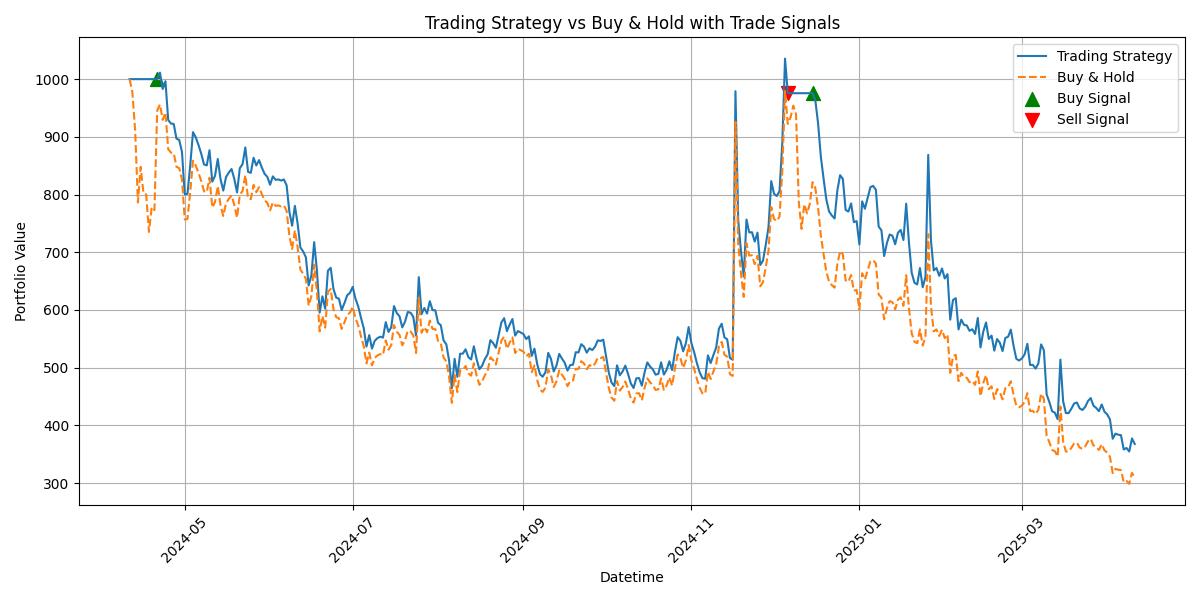 Trading Strategy vs Buy & Hold with Trade Signals
Portfolio Value
1000
900
800
700
600
500
400
300
Trading Strategy
Buy & Hold
Buy Signal
Sell Signal
2024-05
2024-07
2024-09
2024-11
2025-01
2025-03
Datetime